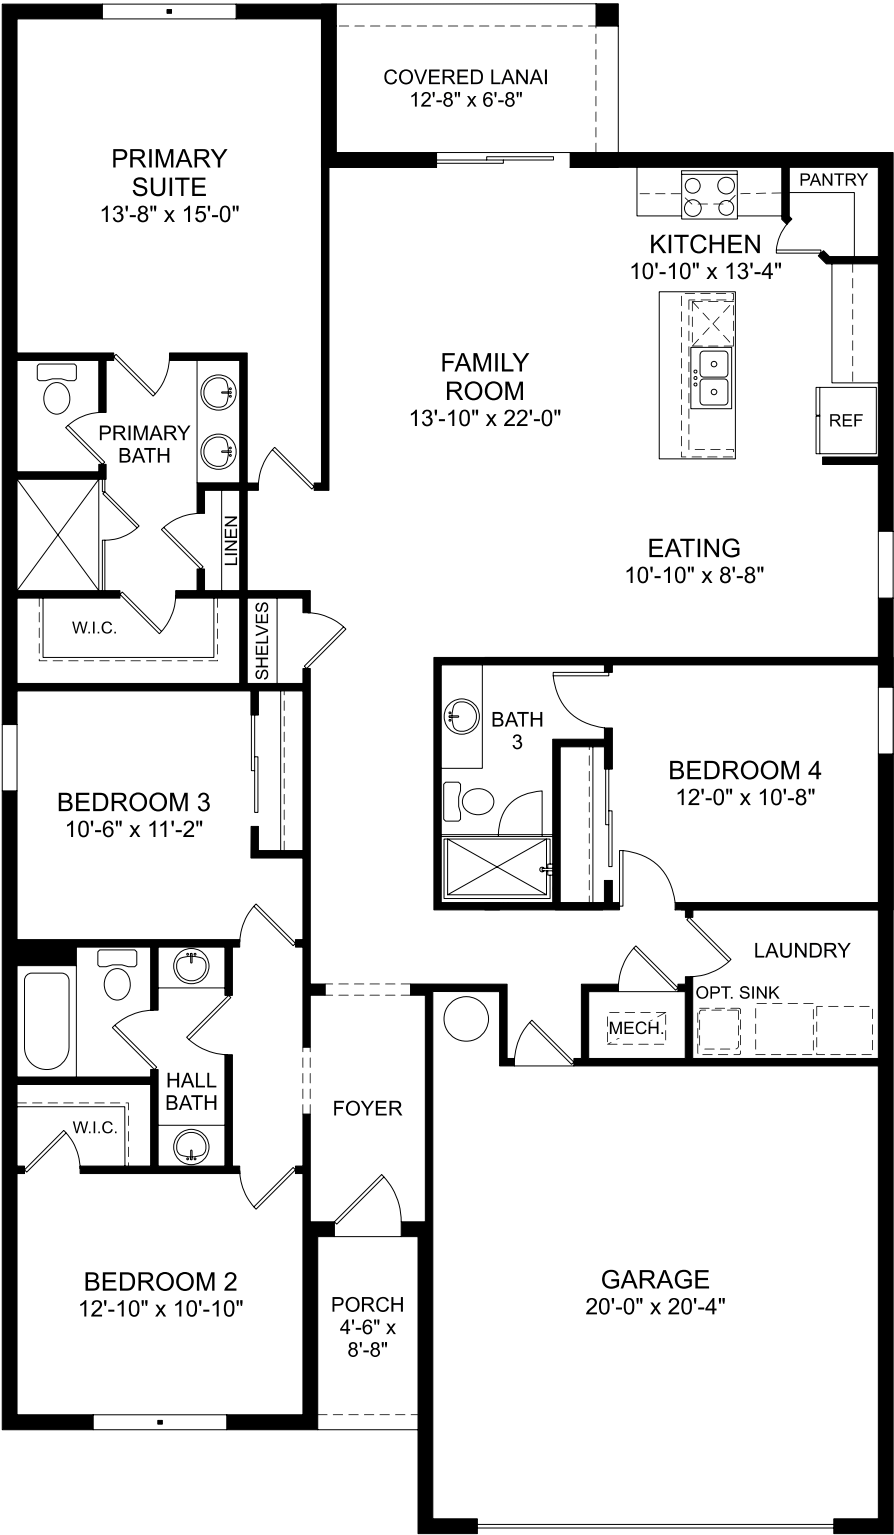 COVERED LANAI
12'-8" x 6'-8"
PRIMARY
SUITE
13'-8" x 15'-0"
PANTRY
KITCHEN
10'-10" x 13'-4"
FAMILY
ROOM
13'-10" x 22'-0"
REF
PRIMARY
BATH
LINEN
EATING
10'-10" x 8'-8"
W.I.C.
SHELVES
BATH
3
BEDROOM 4
12'-0" x 10'-8"
BEDROOM 3
10'-6" x 11'-2"
LAUNDRY
OPT. SINK
MECH.
HALL
BATH
FOYER
W.I.C.
BEDROOM 2
12'-10" x 10'-10"
GARAGE
20'-0" x 20'-4"
PORCH
4'-6" x
8'-8"